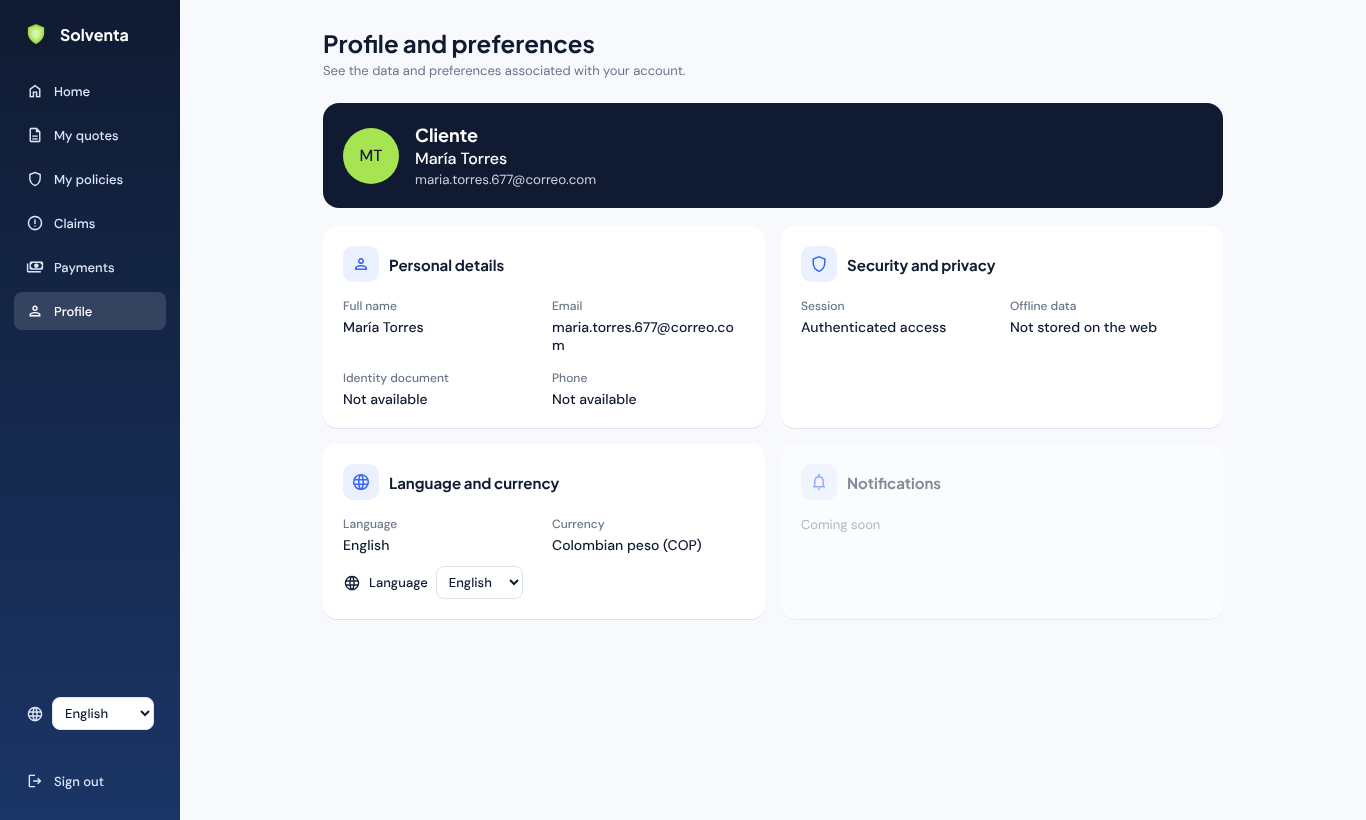 Solventa
Home
My quotes
My policies
Claims
Payments
Profile
English
Sign out
Profile and preferences
See the data and preferences associated with your account.
MT
Cliente
María Torres
maria.torres.677@correo.com
Personal details
Full name
María Torres
Email
maria.torres.677@correo.co
m
Identity document
Not available
Phone
Not available
Security and privacy
Session
Authenticated access
Offline data
Not stored on the web
Language and currency
Language
English
Currency
Colombian peso (COP)
Language English
Notifications
Coming soon